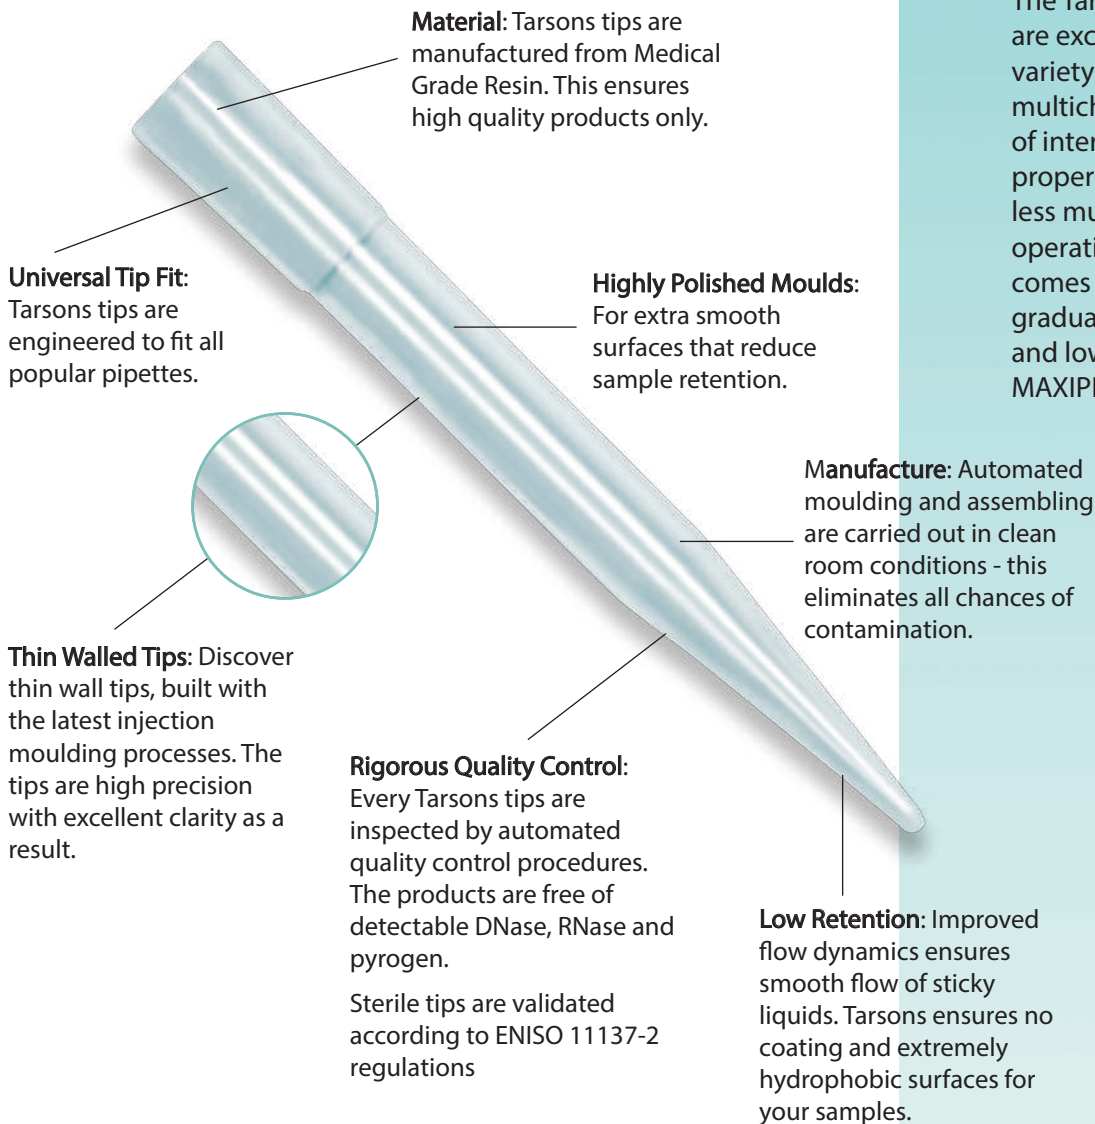 Material: Tarsons tips are
manufactured from Medical
Grade Resin. This ensures
high quality products only.
Universal Tip Fit:
Tarsons tips are
engineered to fit all
popular pipettes.
Highly Polished Moulds:
For extra smooth
surfaces that reduce
sample retention.
Manufacture: Automated
moulding and assembling
are carried out in clean
room conditions - this
eliminates all chances of
contamination.
Thin Walled Tips: Discover
thin wall tips, built with
the latest injection
moulding processes. The
tips are high precision
with excellent clarity as a
result.
Rigorous Quality Control:
Every Tarsons tips are
inspected by automated
quality control procedures.
The products are free of
detectable DNase, RNase and
pyrogen.
Sterile tips are validated
according to ENISO 11137-2
regulations
Low Retention: Improved
flow dynamics ensures
smooth flow of sticky
liquids. Tarsons ensures no
coating and extremely
hydrophobic surfaces for
your samples.
are
variety
of
less
comes
and